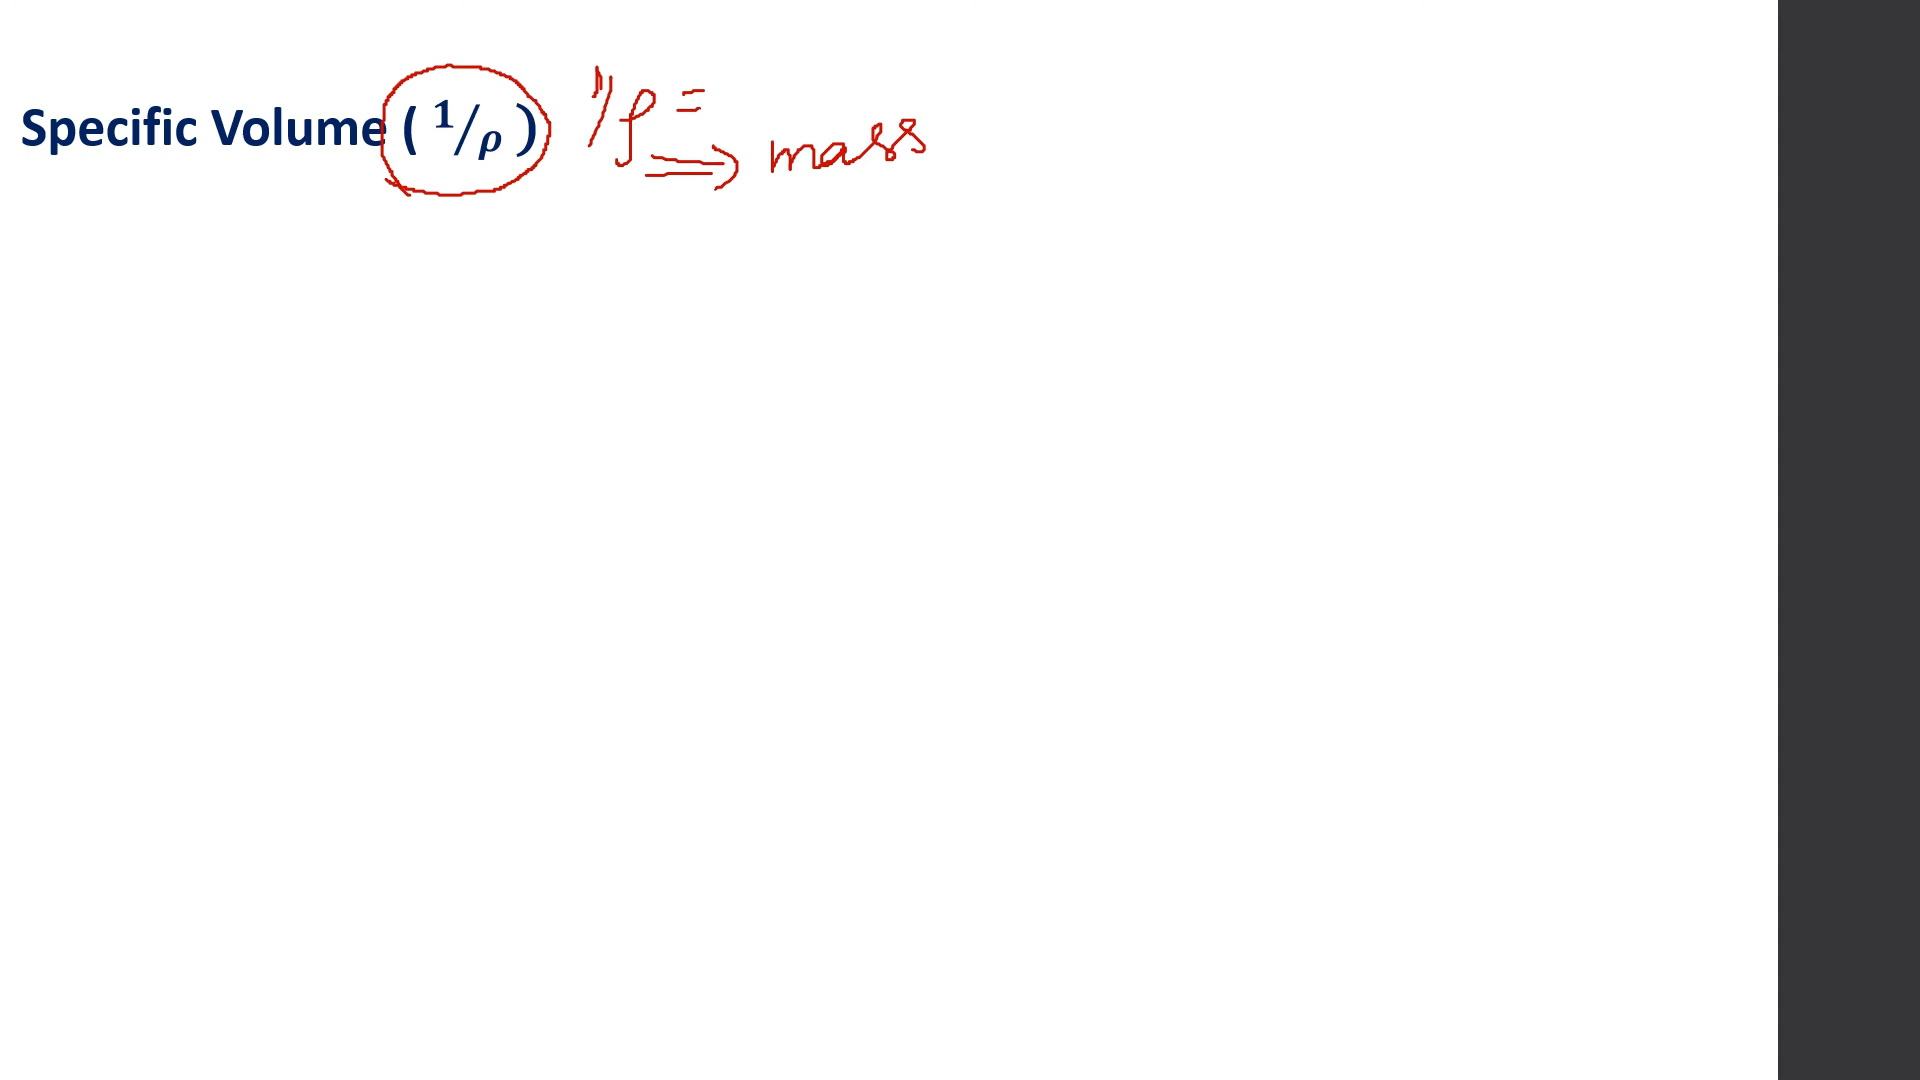 Specific Volume ( 1/ρ ) 1/ρ =
⇒ mass